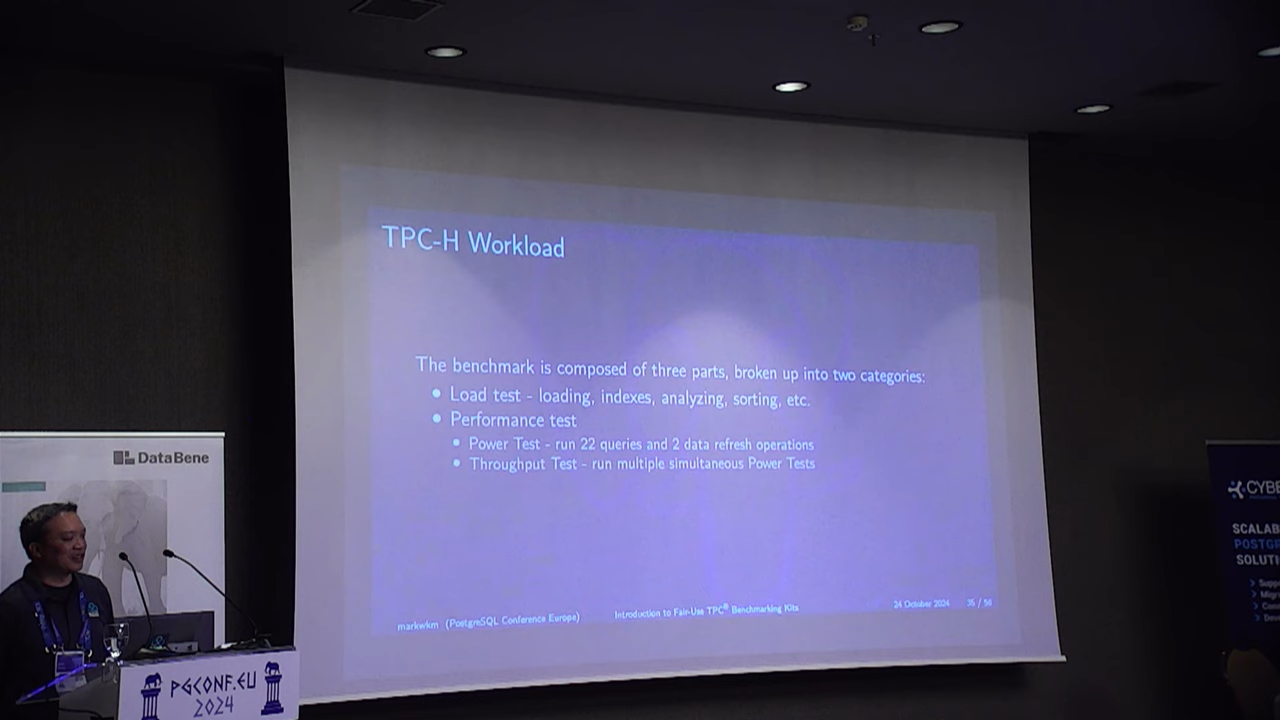 TPC-H Workload
The benchmark is composed of three parts, broken up into two categories:
• Load test - loading, indexes, analyzing, sorting, etc.
• Performance test
• Power Test - run 22 queries and 2 data refresh operations
• Throughput Test - run multiple simultaneous Power Tests
markwkm (PostgreSQL Conference Europe) Introduction to Fair-Use TPC® Benchmarking Kits 24 October 2024 35 / 56
DataBene
PGCONF.EU
2024
CYBE
SCALAB
POSTGR
SOLUTI